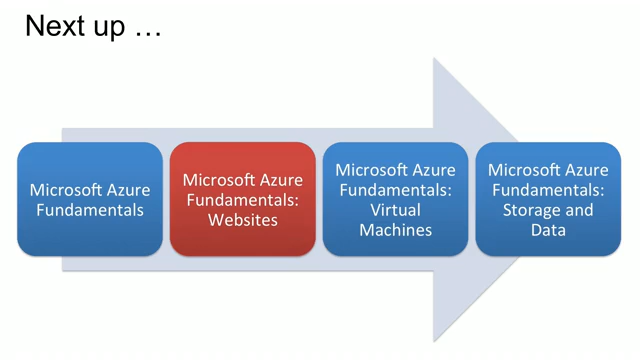 Next up …
Microsoft Azure
Fundamentals
Microsoft Azure
Fundamentals:
Websites
Microsoft Azure
Fundamentals:
Virtual
Machines
Microsoft Azure
Fundamentals:
Storage and
Data